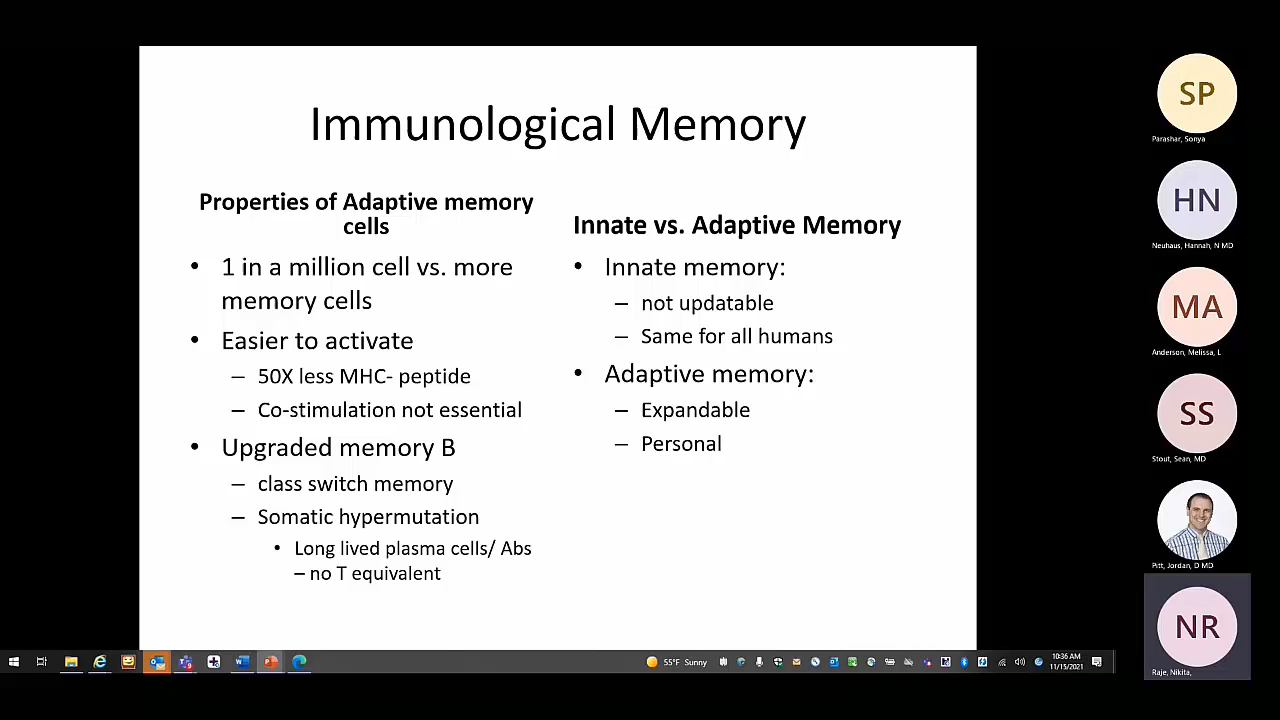 Immunological Memory
Properties of Adaptive memory
cells
• 1 in a million cell vs. more
memory cells
• Easier to activate
– 50X less MHC- peptide
– Co-stimulation not essential
• Upgraded memory B
– class switch memory
– Somatic hypermutation
• Long lived plasma cells/ Abs
– no T equivalent
Innate vs. Adaptive Memory
• Innate memory:
– not updatable
– Same for all humans
• Adaptive memory:
– Expandable
– Personal
SP
Parashar, Sonya
HN
Neuhaus, Hannah, N MD
MA
Anderson, Melissa, L
SS
Stout, Sean, MD
Pitt, Jordan, D MD
NR
Raje, Nikita,
55°F Sunny
10:36 AM
11/15/2021